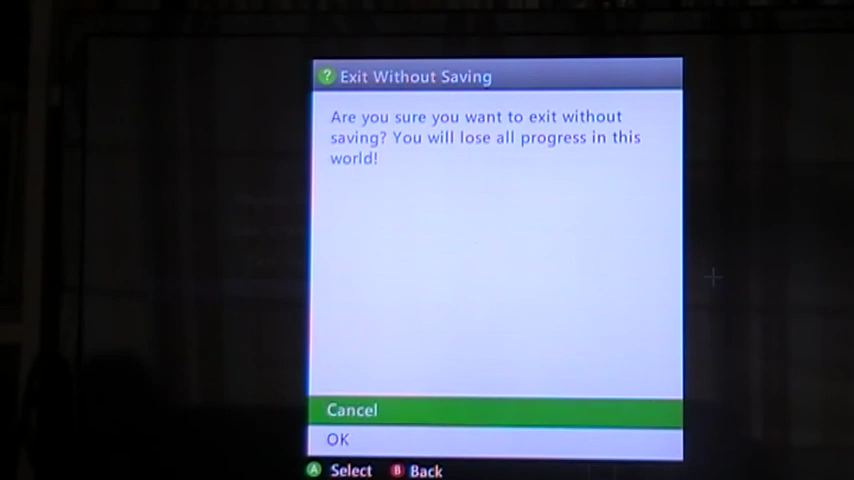 ? Exit Without Saving
Are you sure you want to exit without
saving? You will lose all progress in this
world!
Cancel
OK
A Select B Back